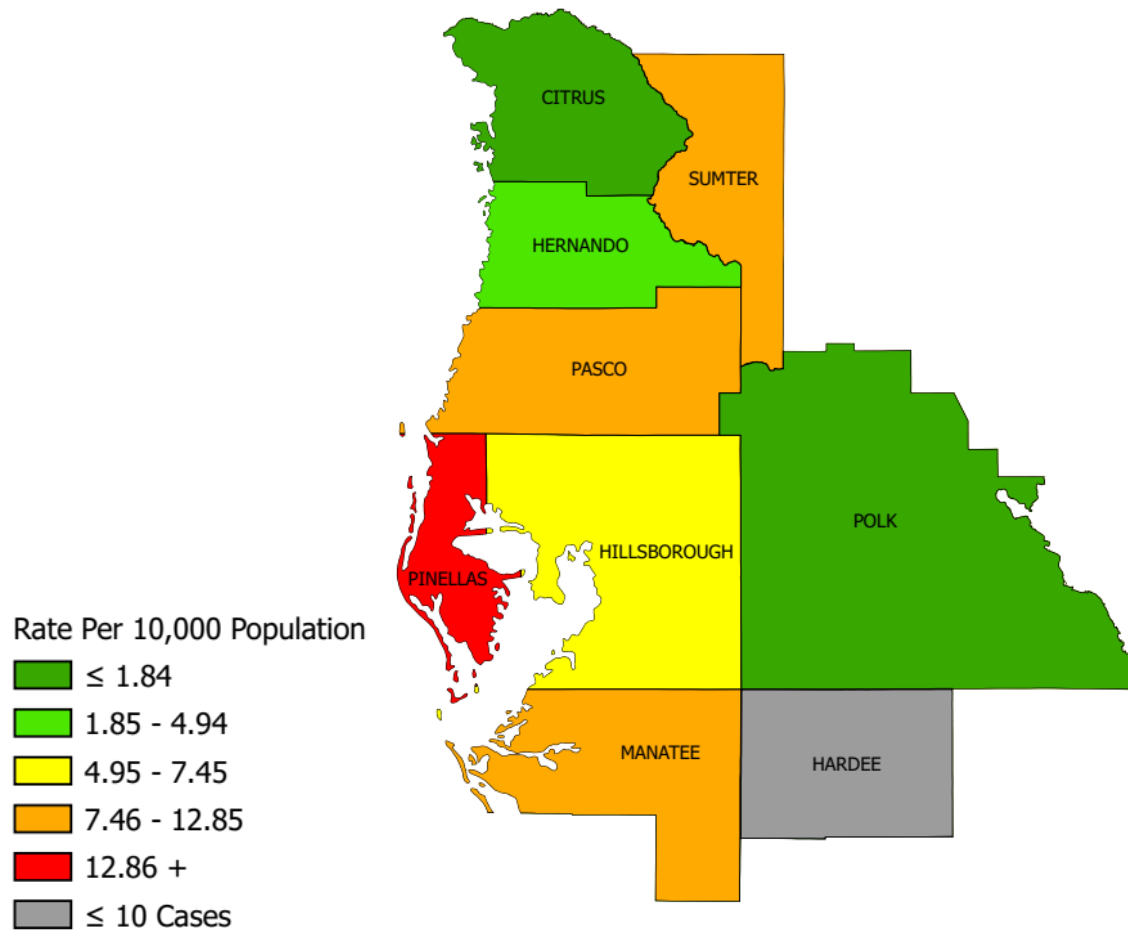 CITRUS
SUMTER
HERNANDO
PASCO
POLK
HILLSBOROUGH
PINELLAS
MANATEE
HARDEE
Rate Per 10,000 Population
≤ 1.84
1.85 - 4.94
4.95 - 7.45
7.46 - 12.85
12.86 +
≤ 10 Cases